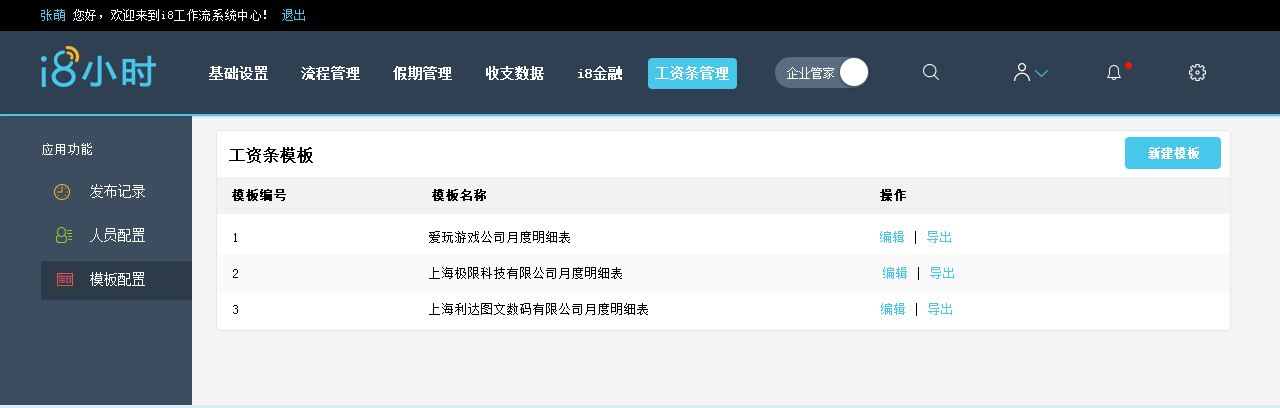 张萌 您好，欢迎来到i8工作流系统中心！ 退出
i8小时
基础设置 流程管理 假期管理 收支数据 i8金融 工资条管理 企业管家
应用功能
发布记录
人员配置
模板配置
工资条模板 新建模板
模板编号 模板名称 操作
1 爱玩游戏公司月度明细表 编辑 | 导出
2 上海极限科技有限公司月度明细表 编辑 | 导出
3 上海利达图文数码有限公司月度明细表 编辑 | 导出